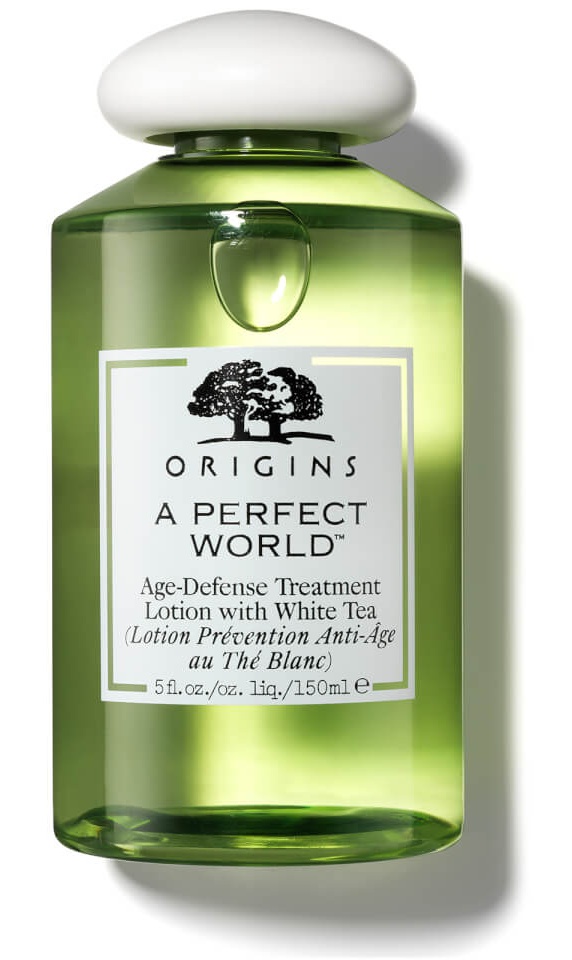 ORIGINS
A PERFECT
WORLD™
Age-Defense Treatment
Lotion with White Tea
(Lotion Prévention Anti-Âge
au Thé Blanc)
5 fl. oz./oz. liq./150ml ℮